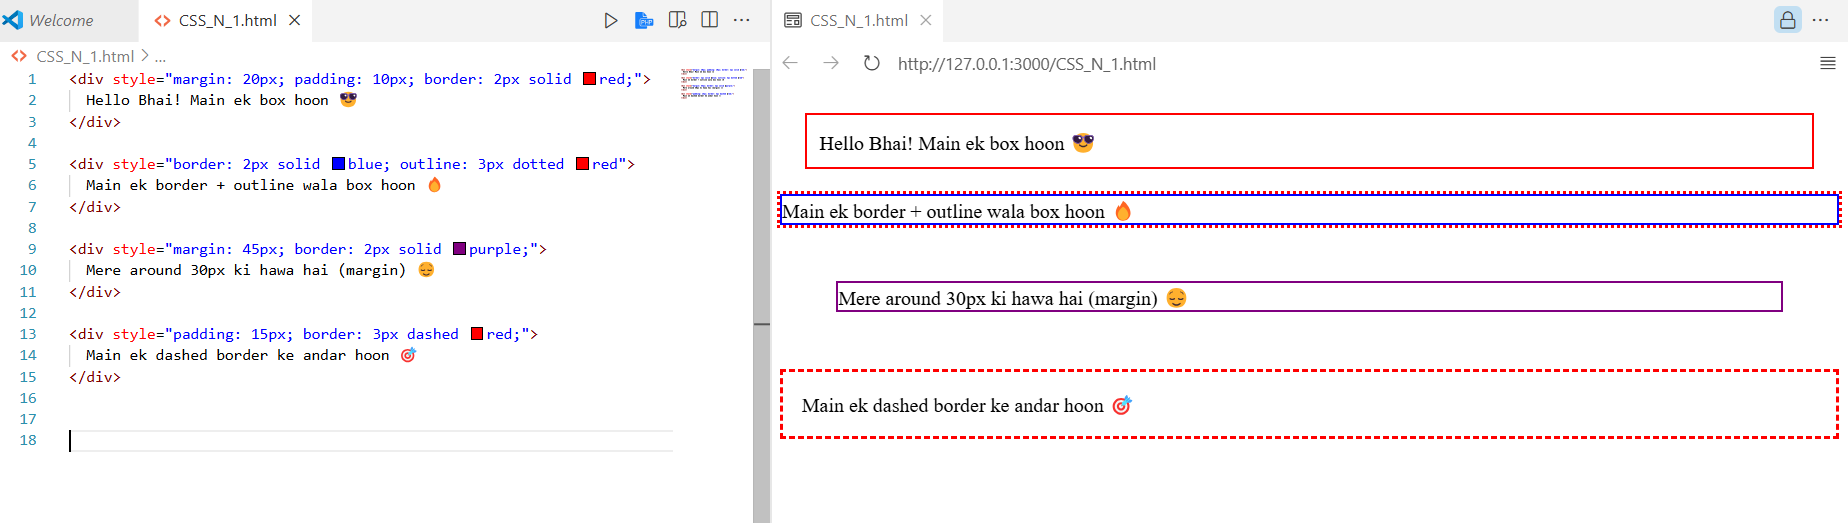 Welcome
CSS_N_1.html
CSS_N_1.html > ...
1 <div style="margin: 20px; padding: 10px; border: 2px solid red;">
2 Hello Bhai! Main ek box hoon 😎
3 </div>
4
5 <div style="border: 2px solid blue; outline: 3px dotted red">
6 Main ek border + outline wala box hoon 🔥
7 </div>
8
9 <div style="margin: 45px; border: 2px solid purple;">
10 Mere around 30px ki hawa hai (margin) 😌
11 </div>
12
13 <div style="padding: 15px; border: 3px dashed red;">
14 Main ek dashed border ke andar hoon 🎯
15 </div>
16
17
18
CSS_N_1.html
http://127.0.0.1:3000/CSS_N_1.html
Hello Bhai! Main ek box hoon 😎
Main ek border + outline wala box hoon 🔥
Mere around 30px ki hawa hai (margin) 😌
Main ek dashed border ke andar hoon 🎯